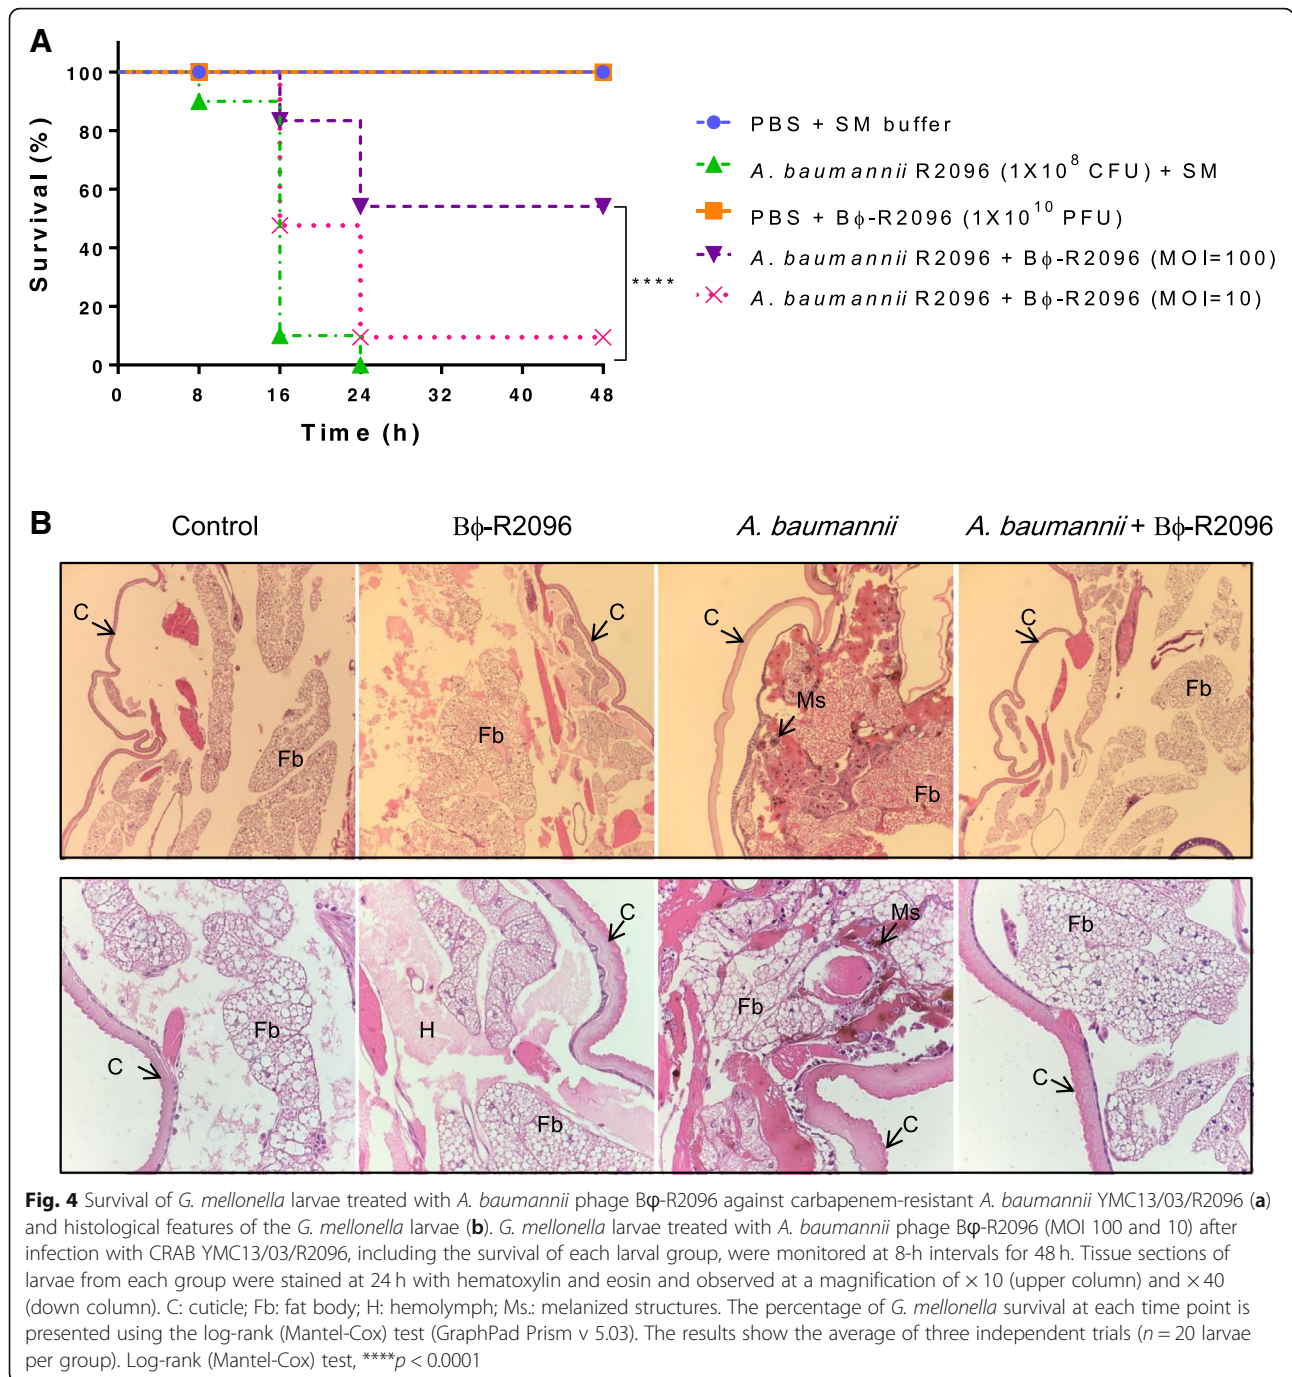 A
Survival (%)
100
80
60
40
20
0
0 8 16 24 32 40 48
Time (h)
****
PBS + SM buffer
A. baumannii R2096 (1X10^8 CFU) + SM
PBS + Bϕ-R2096 (1X10^10 PFU)
A. baumannii R2096 + Bϕ-R2096 (MOI=100)
A. baumannii R2096 + Bϕ-R2096 (MOI=10)
B
Control Bϕ-R2096 A. baumannii A. baumannii + Bϕ-R2096
C
Fb
C
Fb
C
Ms
Fb
C
Fb
C
Fb
C
H
Fb
Ms
Fb
C
Fb
C
Fig. 4 Survival of G. mellonella larvae treated with A. baumannii phage Bφ-R2096 against carbapenem-resistant A. baumannii YMC13/03/R2096 (a)
and histological features of the G. mellonella larvae (b). G. mellonella larvae treated with A. baumannii phage Bφ-R2096 (MOI 100 and 10) after
infection with CRAB YMC13/03/R2096, including the survival of each larval group, were monitored at 8-h intervals for 48 h. Tissue sections of
larvae from each group were stained at 24 h with hematoxylin and eosin and observed at a magnification of × 10 (upper column) and × 40
(down column). C: cuticle; Fb: fat body; H: hemolymph; Ms.: melanized structures. The percentage of G. mellonella survival at each time point is
presented using the log-rank (Mantel-Cox) test (GraphPad Prism v 5.03). The results show the average of three independent trials (n = 20 larvae
per group). Log-rank (Mantel-Cox) test, ****p < 0.0001